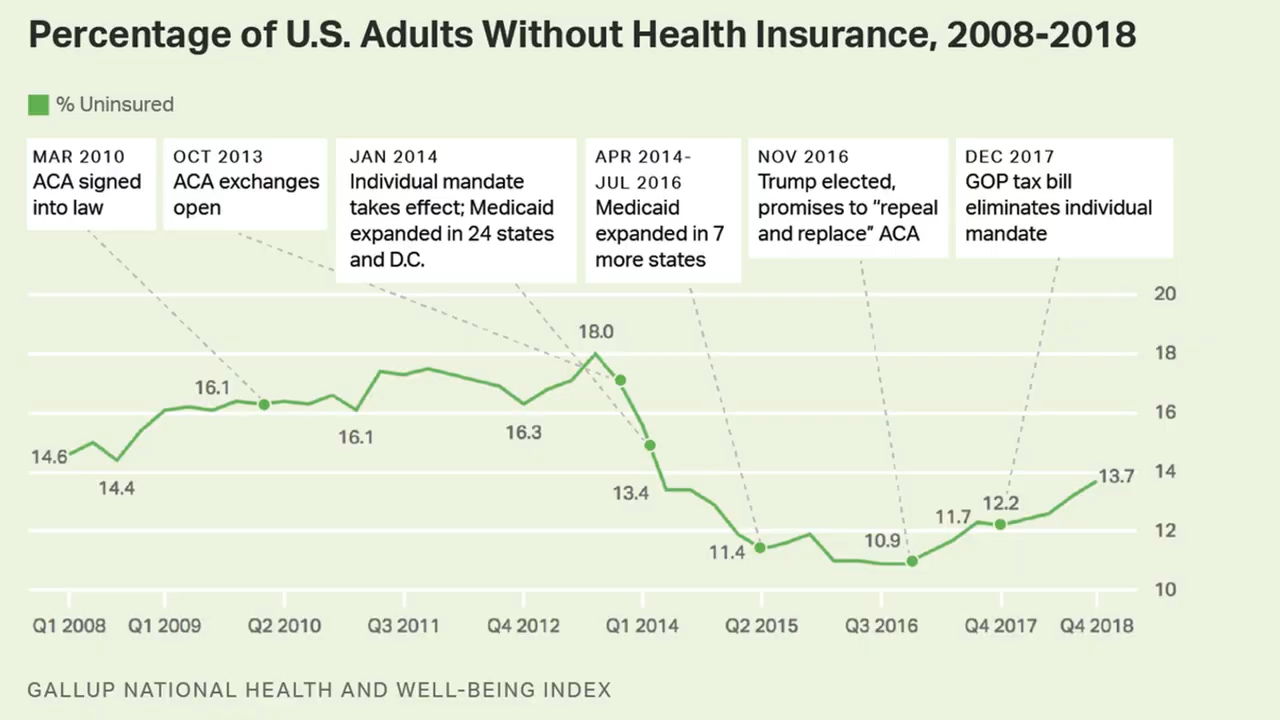 Percentage of U.S. Adults Without Health Insurance, 2008-2018
% Uninsured
MAR 2010
ACA signed
into law
OCT 2013
ACA exchanges
open
JAN 2014
Individual mandate
takes effect; Medicaid
expanded in 24 states
and D.C.
APR 2014-
JUL 2016
Medicaid
expanded in 7
more states
NOV 2016
Trump elected,
promises to “repeal
and replace” ACA
DEC 2017
GOP tax bill
eliminates individual
mandate
20
18
16
14
12
10
14.6
14.4
16.1
16.1
16.3
18.0
13.4
11.4
10.9
11.7
12.2
13.7
Q1 2008
Q1 2009
Q2 2010
Q3 2011
Q4 2012
Q1 2014
Q2 2015
Q3 2016
Q4 2017
Q4 2018
GALLUP NATIONAL HEALTH AND WELL-BEING INDEX